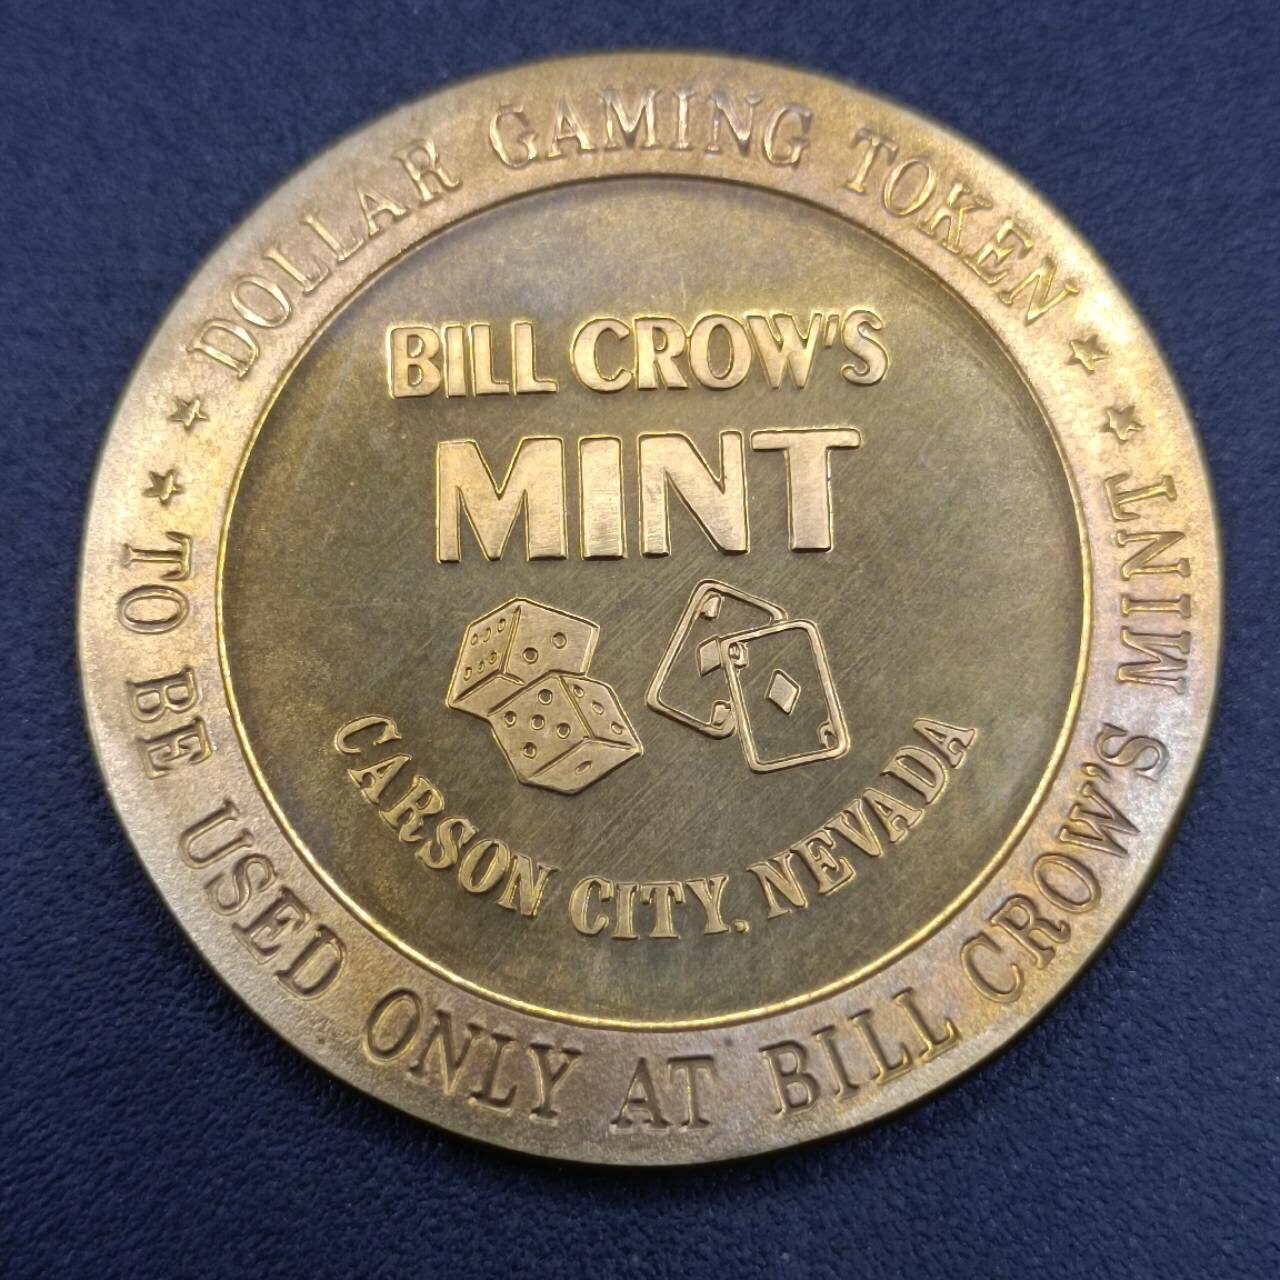 DOLLAR GAMING TOKEN
BILL CROW'S
MINT
CARSON CITY, NEVADA
TO BE USED ONLY AT BILL CROW'S MINT